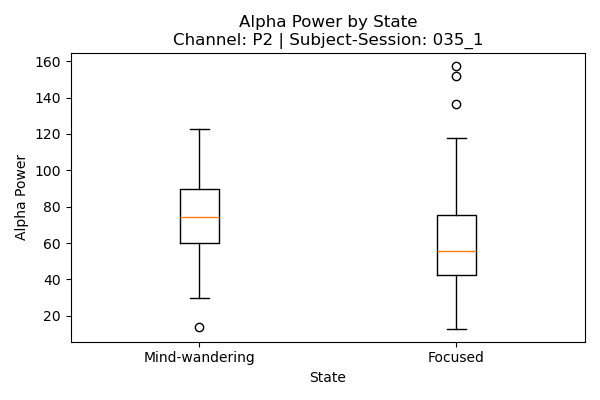 Alpha Power by State
Channel: P2 | Subject-Session: 035_1
160
140
120
100
80
60
40
20
Alpha Power
Mind-wandering
Focused
State